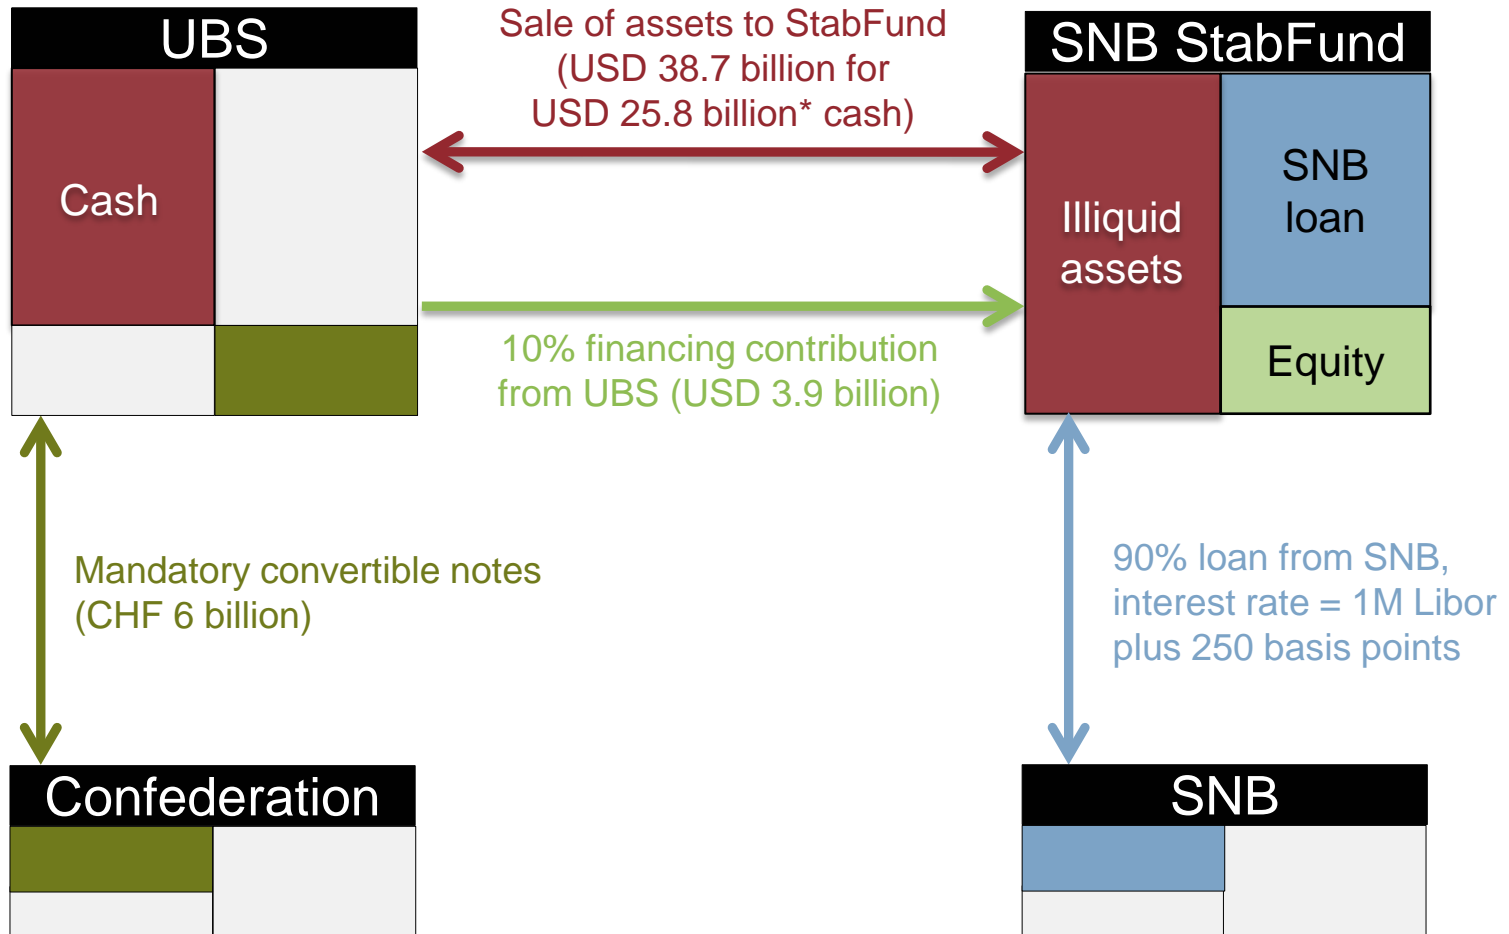 UBS
Sale of assets to StabFund
(USD 38.7 billion for
USD 25.8 billion* cash)
SNB StabFund
Cash
Illiquid
assets
SNB
loan
Equity
10% financing contribution
from UBS (USD 3.9 billion)
Mandatory convertible notes
(CHF 6 billion)
90% loan from SNB,
interest rate = 1M Libor
plus 250 basis points
Confederation
SNB